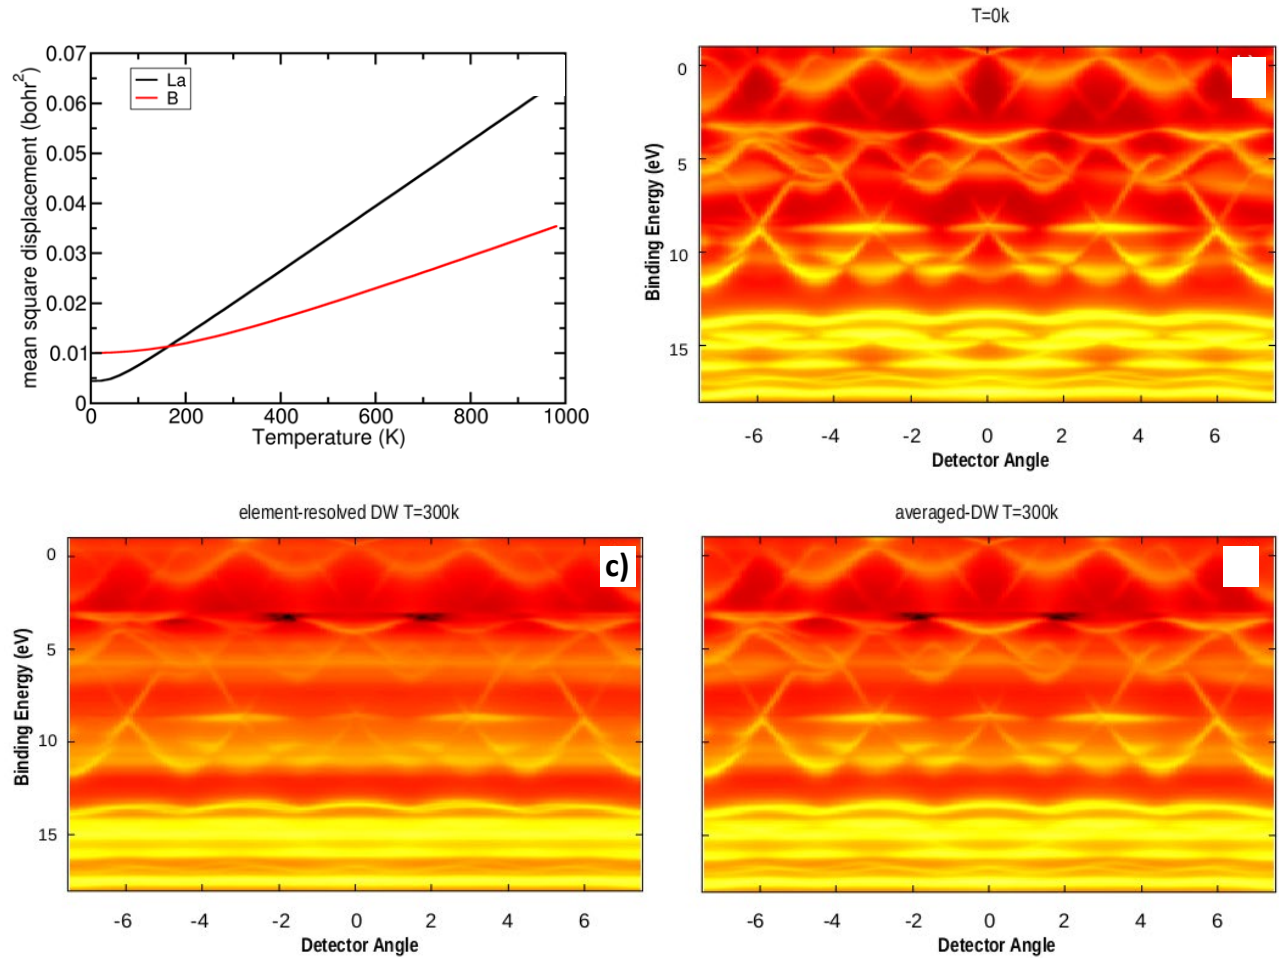 0.07
0.06
0.05
0.04
0.03
0.02
0.01
0
mean square displacement (bohr²)
La
B
0 200 400 600 800 1000
Temperature (K)
T=0k
0
5
10
15
Binding Energy (eV)
-6 -4 -2 0 2 4 6
Detector Angle
element-resolved DW T=300k
c)
0
5
10
15
Binding Energy (eV)
-6 -4 -2 0 2 4 6
Detector Angle
averaged-DW T=300k
-6 -4 -2 0 2 4 6
Detector Angle